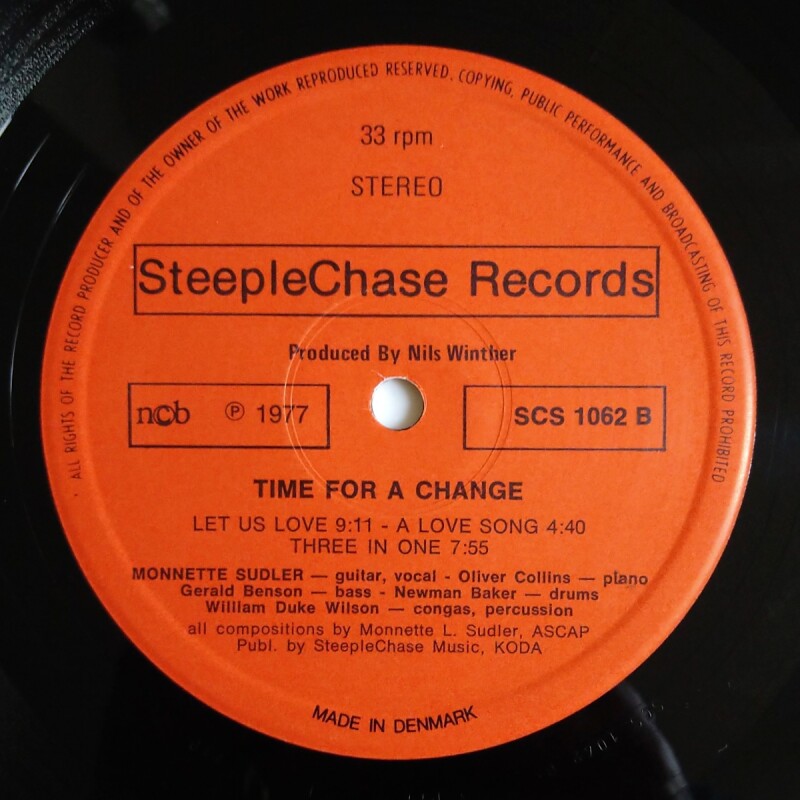 · ALL RIGHTS OF THE RECORD PRODUCER AND OF THE OWNER OF THE WORK REPRODUCED RESERVED. COPYING, PUBLIC PERFORMANCE AND BROADCASTING OF THIS RECORD PROHIBITED ·
33 rpm
STEREO
SteepleChase Records
Produced By Nils Winther
ncb ℗ 1977
SCS 1062 B
TIME FOR A CHANGE
LET US LOVE 9:11 - A LOVE SONG 4:40
THREE IN ONE 7:55
MONNETTE SUDLER — guitar, vocal - Oliver Collins — piano
Gerald Benson — bass - Newman Baker — drums
William Duke Wilson — congas, percussion
all compositions by Monnette L. Sudler, ASCAP
Publ. by SteepleChase Music, KODA
MADE IN DENMARK